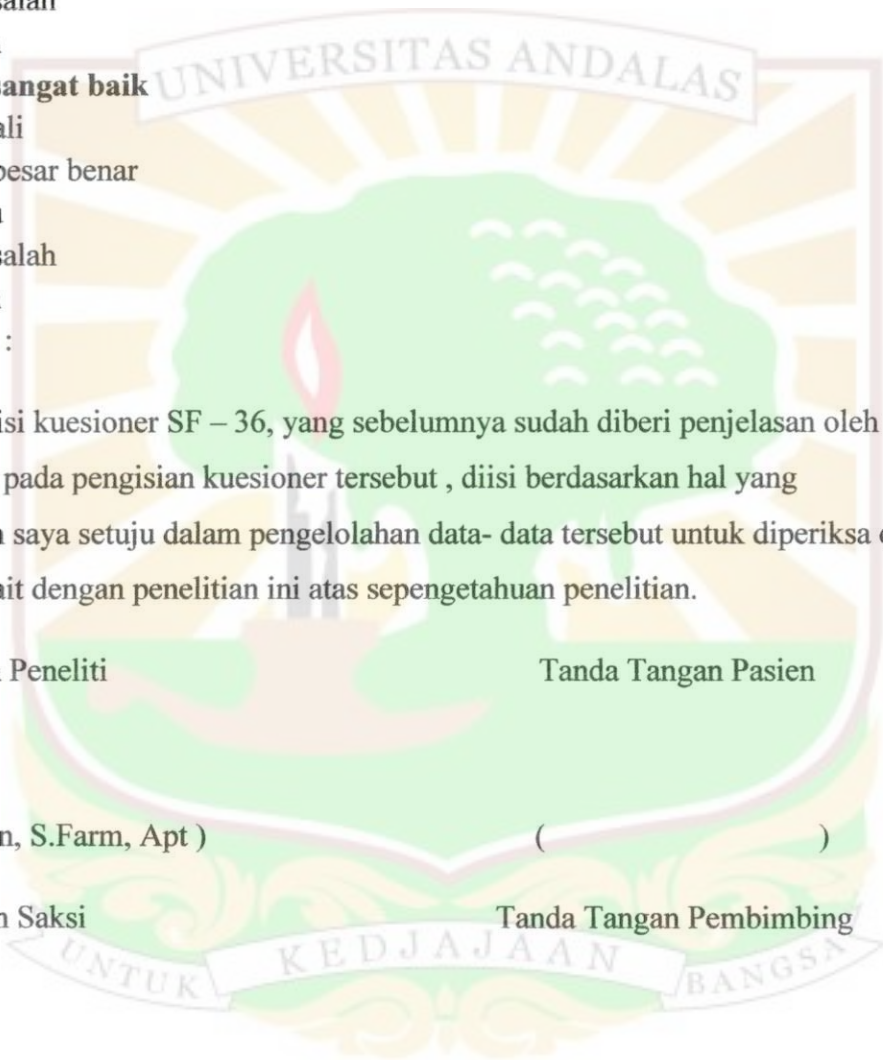 UNIVERSITAS ANDALAS
angat baik
ali
besar benar
salah
:
isi kuesioner SF – 36, yang sebelumnya sudah diberi penjelasan oleh
pada pengisian kuesioner tersebut , diisi berdasarkan hal yang
saya setuju dalam pengelolahan data- data tersebut untuk diperiksa
ait dengan penelitian ini atas sepengetahuan penelitian.
Peneliti Tanda Tangan Pasien
n, S.Farm, Apt ) ( )
n Saksi Tanda Tangan Pembimbing
UNTUK KEDJAJAAN BANGSA